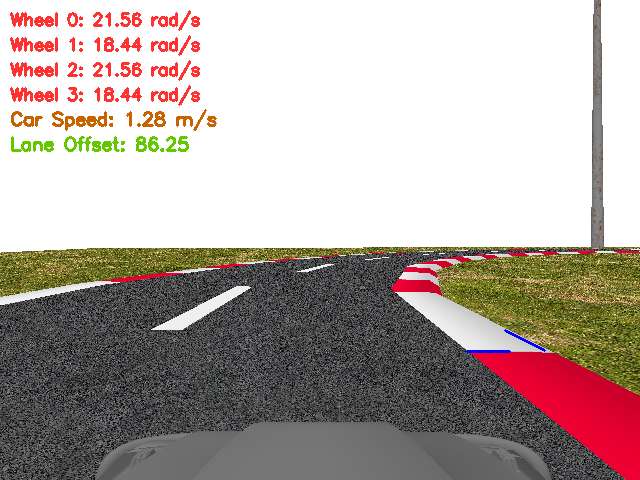 Wheel 0: 21.56 rad/s
Wheel 1: 18.44 rad/s
Wheel 2: 21.56 rad/s
Wheel 3: 18.44 rad/s
Car Speed: 1.28 m/s
Lane Offset: 86.25